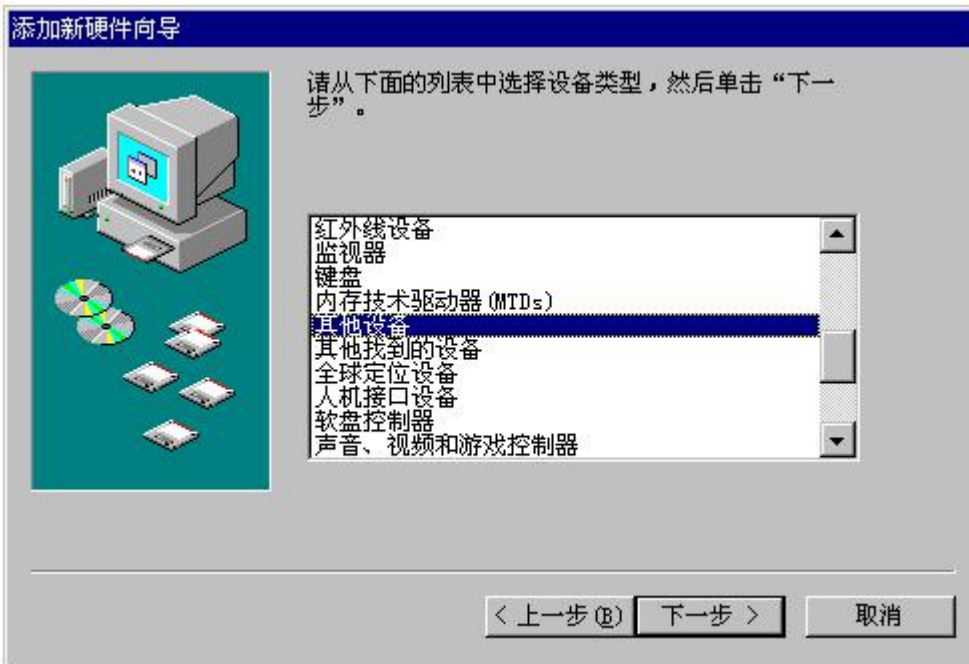 添加新硬件向导
请从下面的列表中选择设备类型，然后单击“下一
步”。
红外线设备
监视器
键盘
内存技术驱动器(MTDs)
其他设备
其他找到的设备
全球定位设备
人机接口设备
软盘控制器
声音、视频和游戏控制器
< 上一步(B) 下一步 > 取消